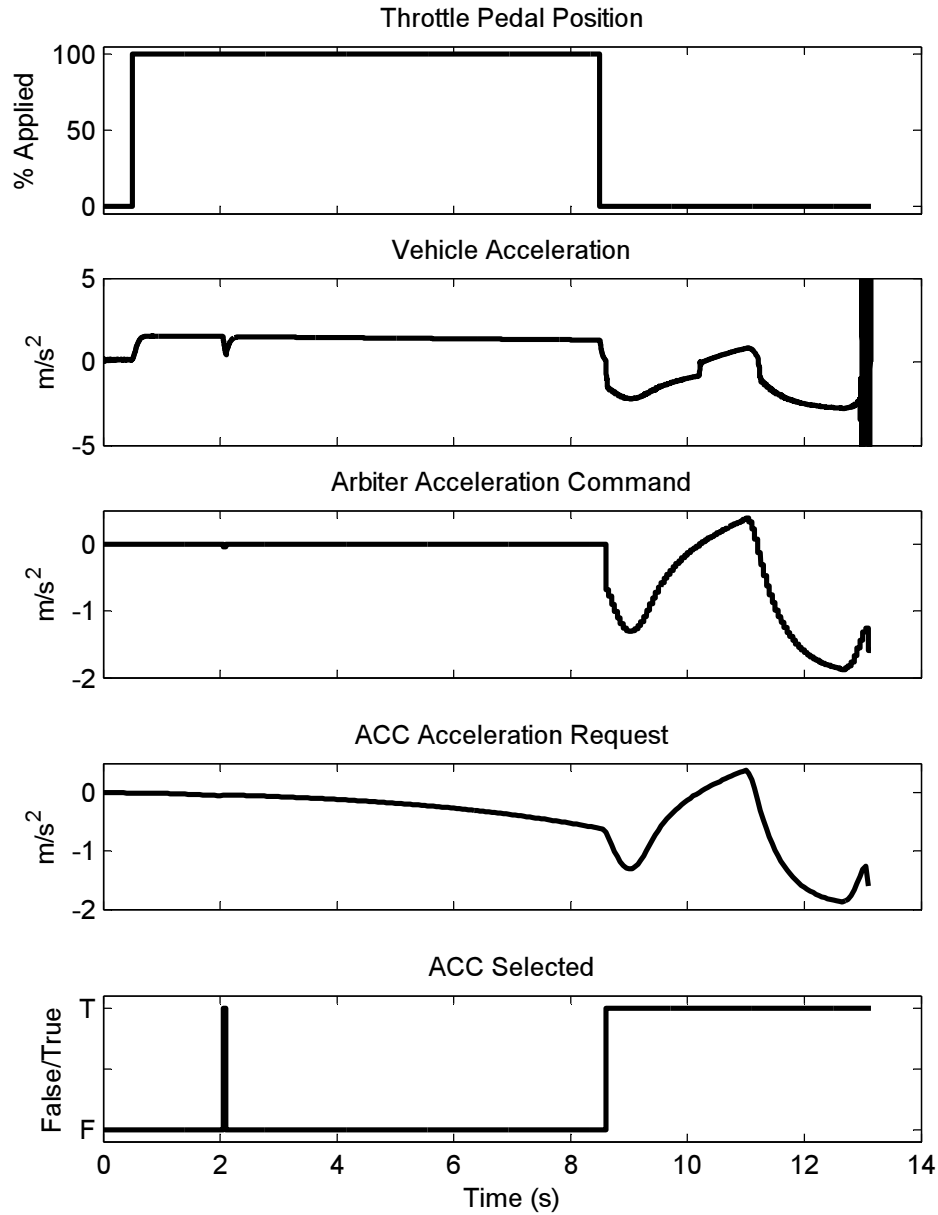 Throttle Pedal Position
% Applied
100
50
0
Vehicle Acceleration
m/s²
5
0
-5
Arbiter Acceleration Command
m/s²
0
-1
-2
ACC Acceleration Request
m/s²
0
-1
-2
ACC Selected
False/True
T
F
0 2 4 6 8 10 12 14
Time (s)